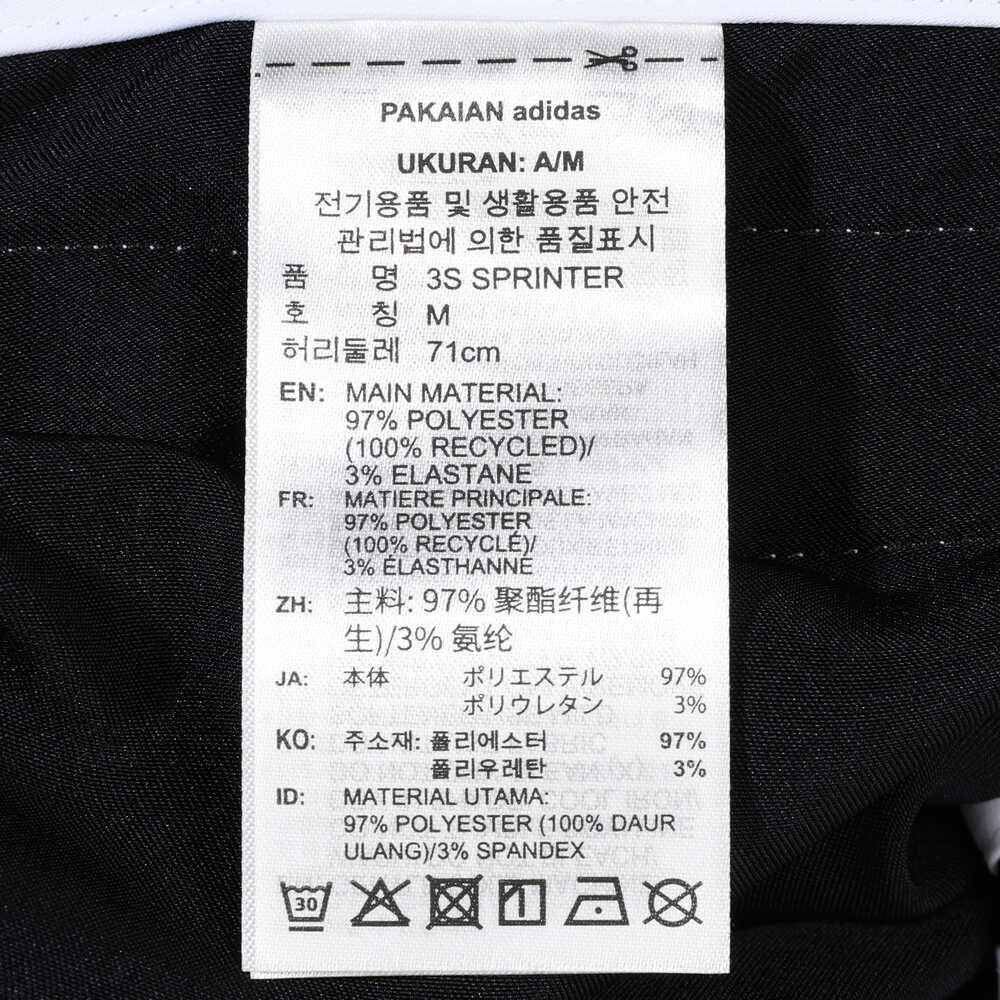 PAKAIAN adidas
UKURAN: A/M
전기용품 및 생활용품 안전
관리법에 의한 품질표시
품 명 3S SPRINTER
호 칭 M
허리둘레 71cm
EN: MAIN MATERIAL:
97% POLYESTER
(100% RECYCLED)/
3% ELASTANE
FR: MATIERE PRINCIPALE:
97% POLYESTER
(100% RECYCLÉ)/
3% ÉLASTHANNE
ZH: 主料: 97% 聚酯纤维(再
生)/3% 氨纶
JA: 本体 ポリエステル 97%
ポリウレタン 3%
KO: 주소재: 폴리에스터 97%
폴리우레탄 3%
ID: MATERIAL UTAMA:
97% POLYESTER (100% DAUR
ULANG)/3% SPANDEX
30